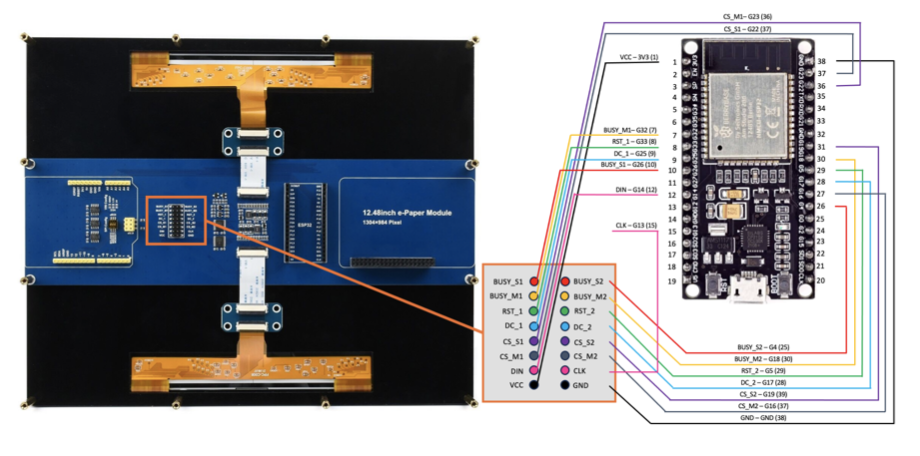 CS_M1– G23 (36)
CS_S1 – G22 (37)
VCC – 3V3 (1)
BUSY_M1– G32 (7)
RST_1 – G33 (8)
DC_1 – G25 (9)
BUSY_S1 – G26 (10)
DIN – G14 (12)
CLK – G13 (15)
1
2
3
4
5
6
7
8
9
10
11
12
13
14
15
16
17
18
19
38
37
36
35
34
33
32
31
30
29
28
27
26
25
24
23
22
21
20
12.48inch e-Paper Module
1304×984 Pixel
ESP32
BUSY_S1 BUSY_S2
BUSY_M1 BUSY_M2
RST_1 RST_2
DC_1 DC_2
CS_S1 CS_S2
CS_M1 CS_M2
DIN CLK
VCC GND
BUSY_S2 – G4 (25)
BUSY_M2 – G18 (30)
RST_2 – G5 (29)
DC_2 – G17 (28)
CS_S2 – G19 (39)
CS_M2 – G16 (37)
GND – GND (38)